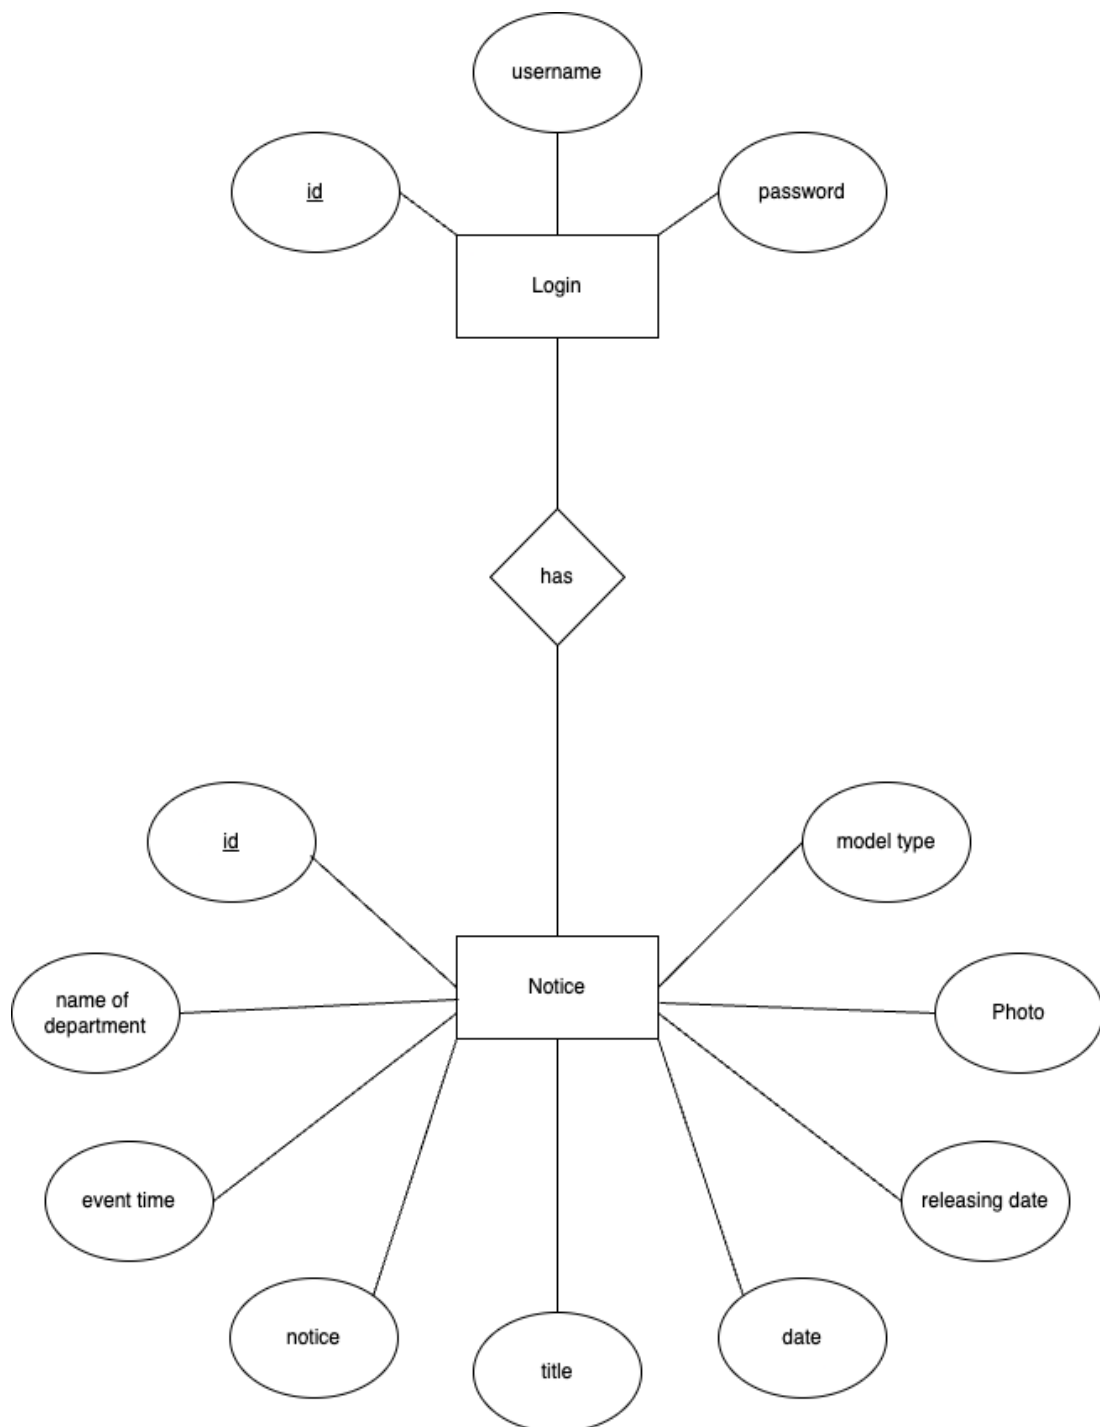 username
id
password
Login
has
id
model type
name of
department
Notice
Photo
event time
releasing date
notice
title
date